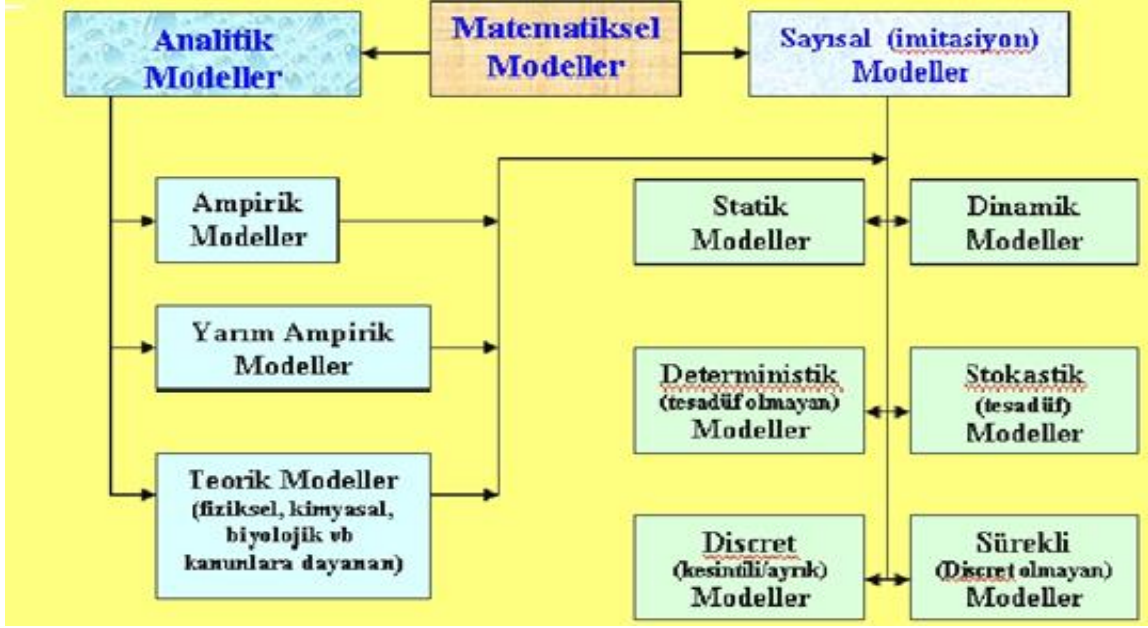 Analitik
Modeller
Matematiksel
Modeller
Sayısal (imitasiyon)
Modeller
Ampirik
Modeller
Yarım Ampirik
Modeller
Teorik Modeller
(fiziksel, kimyasal,
biyolojik vb
kanunlara dayanan)
Statik
Modeller
Dinamik
Modeller
Deterministik
(tesadüf olmayan)
Modeller
Stokastik
(tesadüf)
Modeller
Discret
(kesintili/ayrık)
Modeller
Sürekli
(Discret olmayan)
Modeller